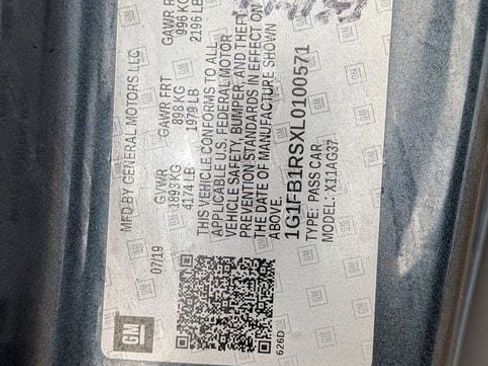 MFD BY GENERAL MOTORS LLC
07/19
GVWR GAWR FRT GAWR R
1893KG 898 KG 996 KG
4174 LB 1979 LB 2196 LB
THIS VEHICLE CONFORMS TO ALL
APPLICABLE U.S. FEDERAL MOTOR
VEHICLE SAFETY, BUMPER, AND THEFT
PREVENTION STANDARDS IN EFFECT ON
THE DATE OF MANUFACTURE SHOWN
ABOVE.
1G1FB1RSXL0100571
TYPE: PASS CAR
MODEL: X11AG37
GM
626D